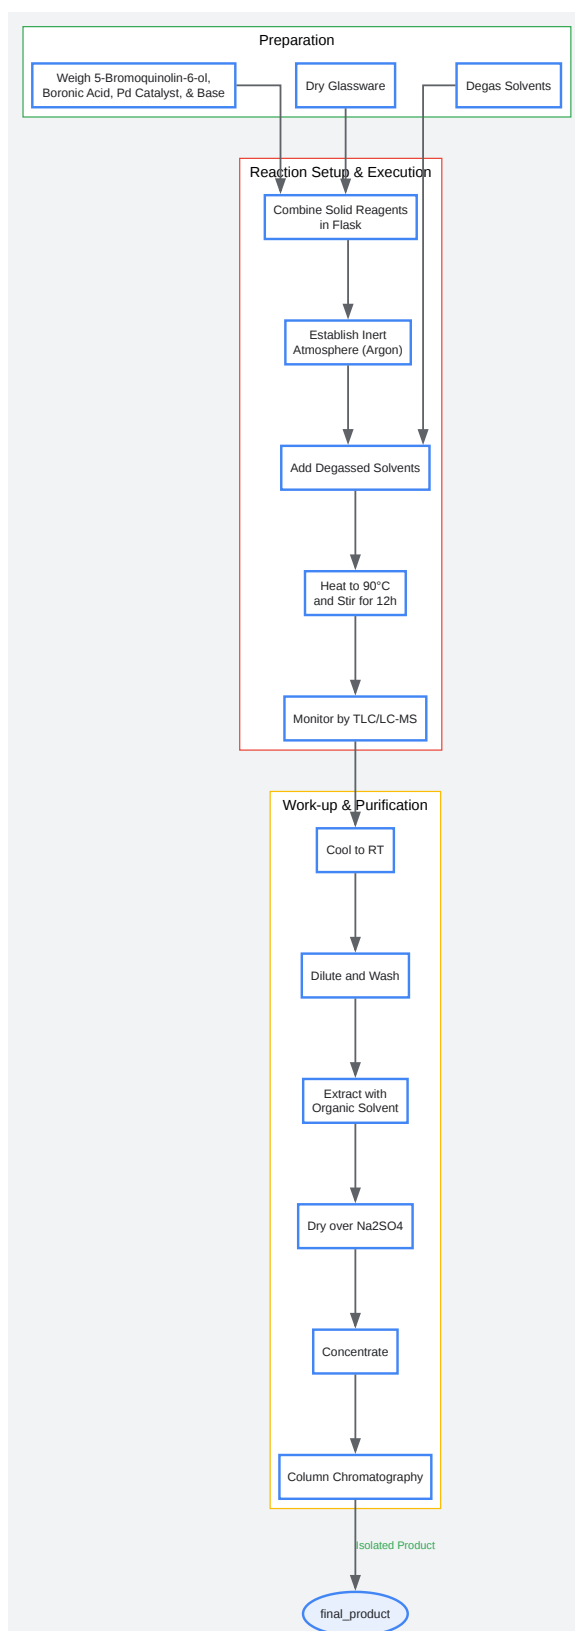 Preparation
Weigh 5-Bromoquinolin-6-ol,
Boronic Acid, Pd Catalyst, & Base
Dry Glassware
Degas Solvents
Reaction Setup & Execution
Combine Solid Reagents
in Flask
Establish Inert
Atmosphere (Argon)
Add Degassed Solvents
Heat to 90°C
and Stir for 12h
Monitor by TLC/LC-MS
Work-up & Purification
Cool to RT
Dilute and Wash
Extract with
Organic Solvent
Dry over Na2SO4
Concentrate
Column Chromatography
Isolated Product
final_product